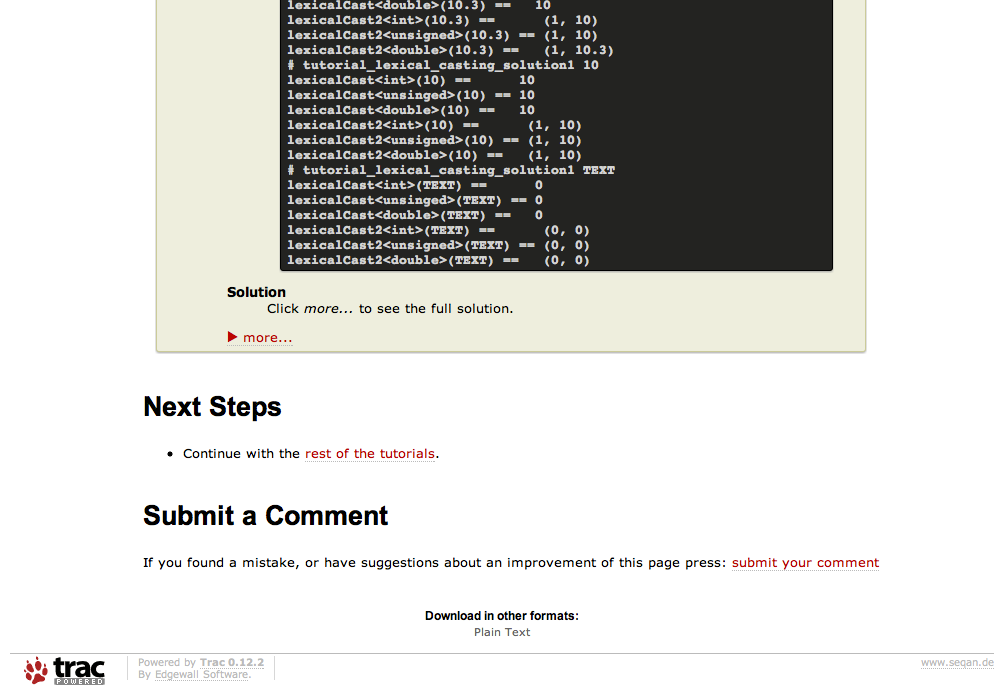 lexicalCast<double>(10.3) == 10
lexicalCast2<int>(10.3) == (1, 10)
lexicalCast2<unsigned>(10.3) == (1, 10)
lexicalCast2<double>(10.3) == (1, 10.3)
# tutorial_lexical_casting_solution1 10
lexicalCast<int>(10) == 10
lexicalCast<unsinged>(10) == 10
lexicalCast<double>(10) == 10
lexicalCast2<int>(10) == (1, 10)
lexicalCast2<unsigned>(10) == (1, 10)
lexicalCast2<double>(10) == (1, 10)
# tutorial_lexical_casting_solution1 TEXT
lexicalCast<int>(TEXT) == 0
lexicalCast<unsinged>(TEXT) == 0
lexicalCast<double>(TEXT) == 0
lexicalCast2<int>(TEXT) == (0, 0)
lexicalCast2<unsigned>(TEXT) == (0, 0)
lexicalCast2<double>(TEXT) == (0, 0)
Solution
Click more... to see the full solution.
more...
Next Steps
Continue with the rest of the tutorials.
Submit a Comment
If you found a mistake, or have suggestions about an improvement of this page press: submit your comment
Download in other formats:
Plain Text
trac
POWERED
Powered by Trac 0.12.2
By Edgewall Software.
www.seqan.de